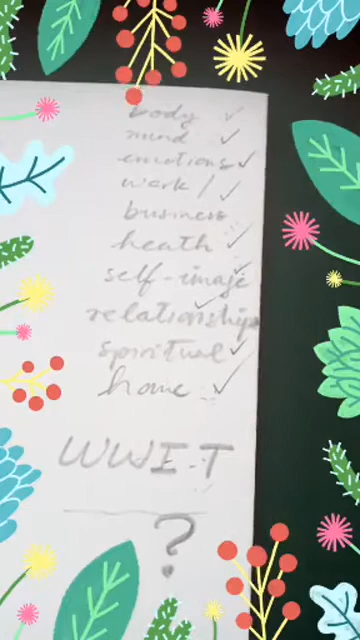 body ✓
mind ✓
emotions ✓
work / ✓
business
heath ✓
self-image ✓
relationships ✓
spiritual ✓
home ✓
WWI-T
?